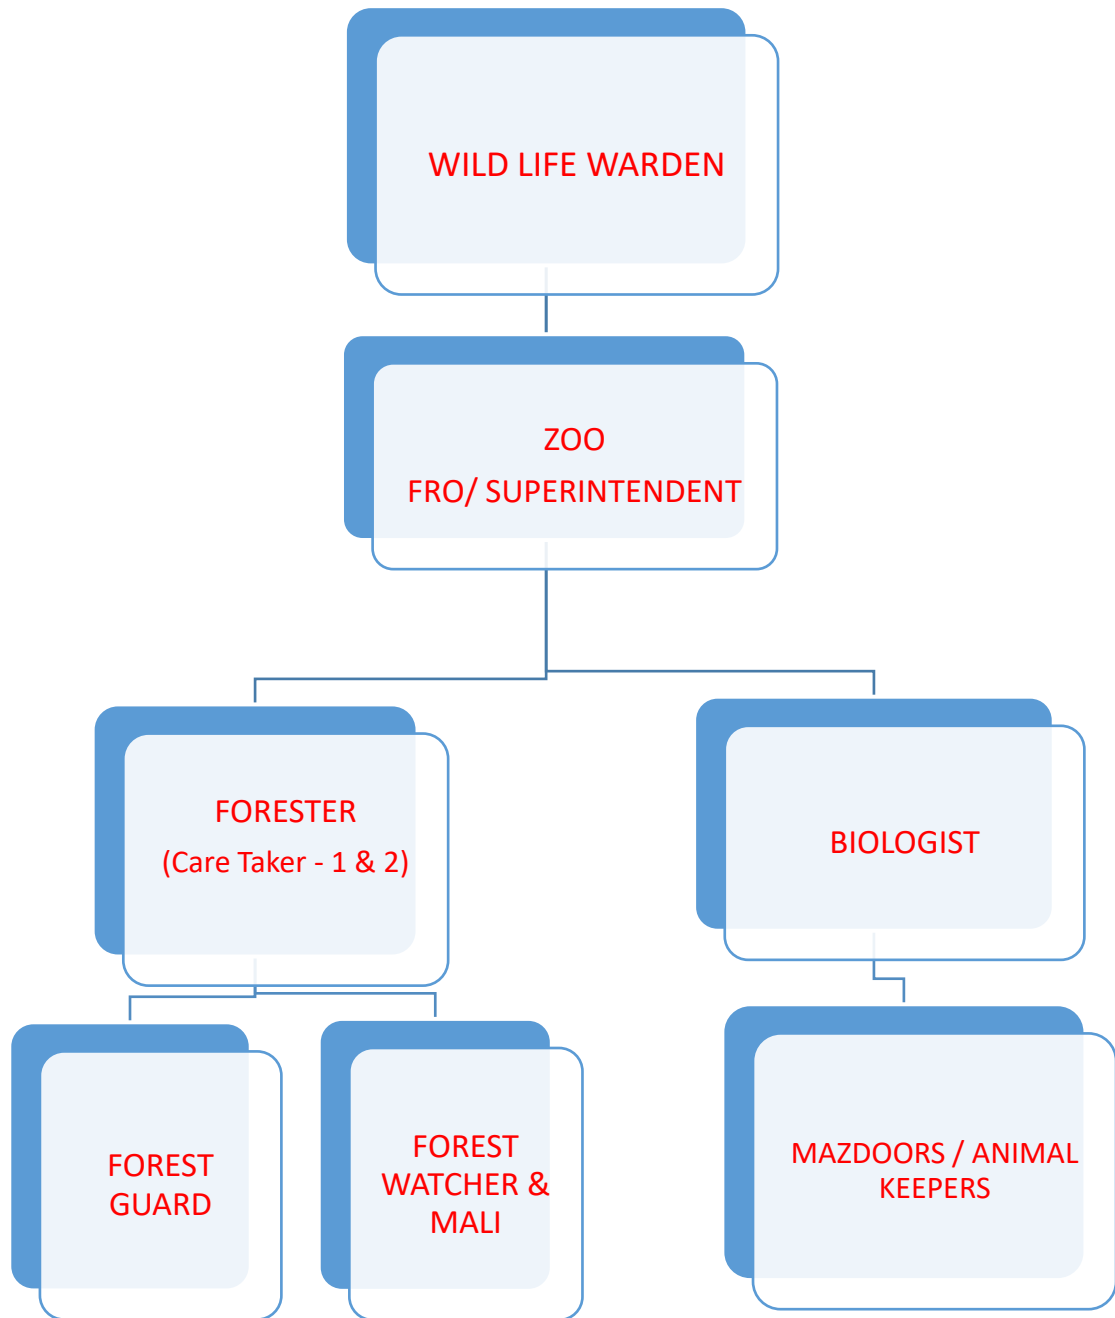 WILD LIFE WARDEN
ZOO
FRO/ SUPERINTENDENT
FORESTER
(Care Taker - 1 & 2)
BIOLOGIST
FOREST
GUARD
FOREST
WATCHER &
MALI
MAZDOORS / ANIMAL
KEEPERS